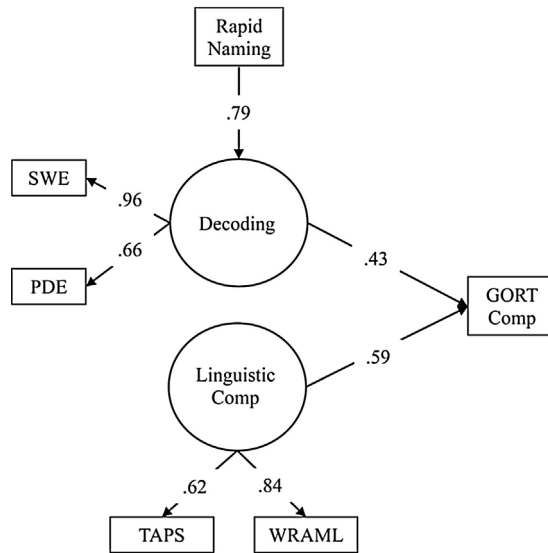 Rapid
Naming
.79
SWE
.96
Decoding
.66
PDE
.43
GORT
Comp
.59
Linguistic
Comp
.62
.84
TAPS
WRAML